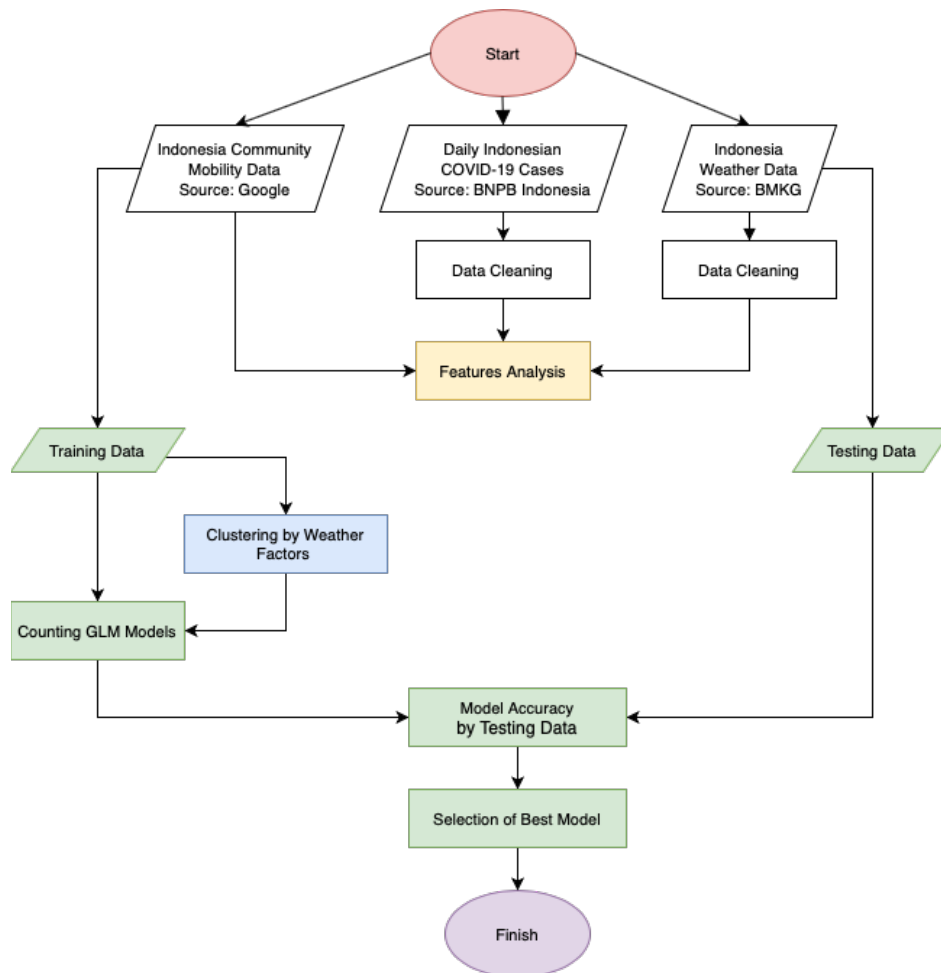 Start
Indonesia Community
Mobility Data
Source: Google
Daily Indonesian
COVID-19 Cases
Source: BNPB Indonesia
Indonesia
Weather Data
Source: BMKG
Data Cleaning
Data Cleaning
Features Analysis
Training Data
Testing Data
Clustering by Weather
Factors
Counting GLM Models
Model Accuracy
by Testing Data
Selection of Best Model
Finish